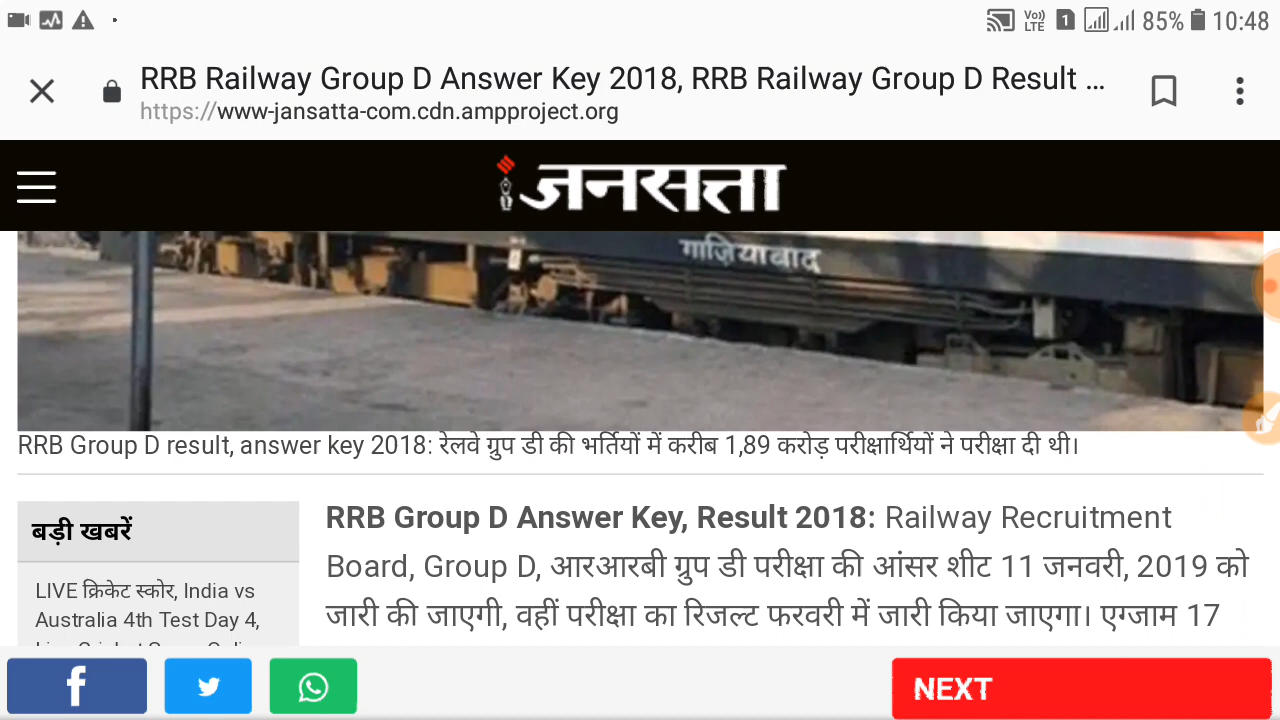 Vo))
LTE
1
85%
10:48
RRB Railway Group D Answer Key 2018, RRB Railway Group D Result ...
https://www-jansatta-com.cdn.ampproject.org
जनसत्ता
गाज़ियाबाद
RRB Group D result, answer key 2018: रेलवे ग्रुप डी की भर्तियों में करीब 1,89 करोड़ परीक्षार्थियों ने परीक्षा दी थी।
बड़ी खबरें
LIVE क्रिकेट स्कोर, India vs
Australia 4th Test Day 4,
RRB Group D Answer Key, Result 2018: Railway Recruitment
Board, Group D, आरआरबी ग्रुप डी परीक्षा की आंसर शीट 11 जनवरी, 2019 को
जारी की जाएगी, वहीं परीक्षा का रिजल्ट फरवरी में जारी किया जाएगा। एग्जाम 17
f
NEXT